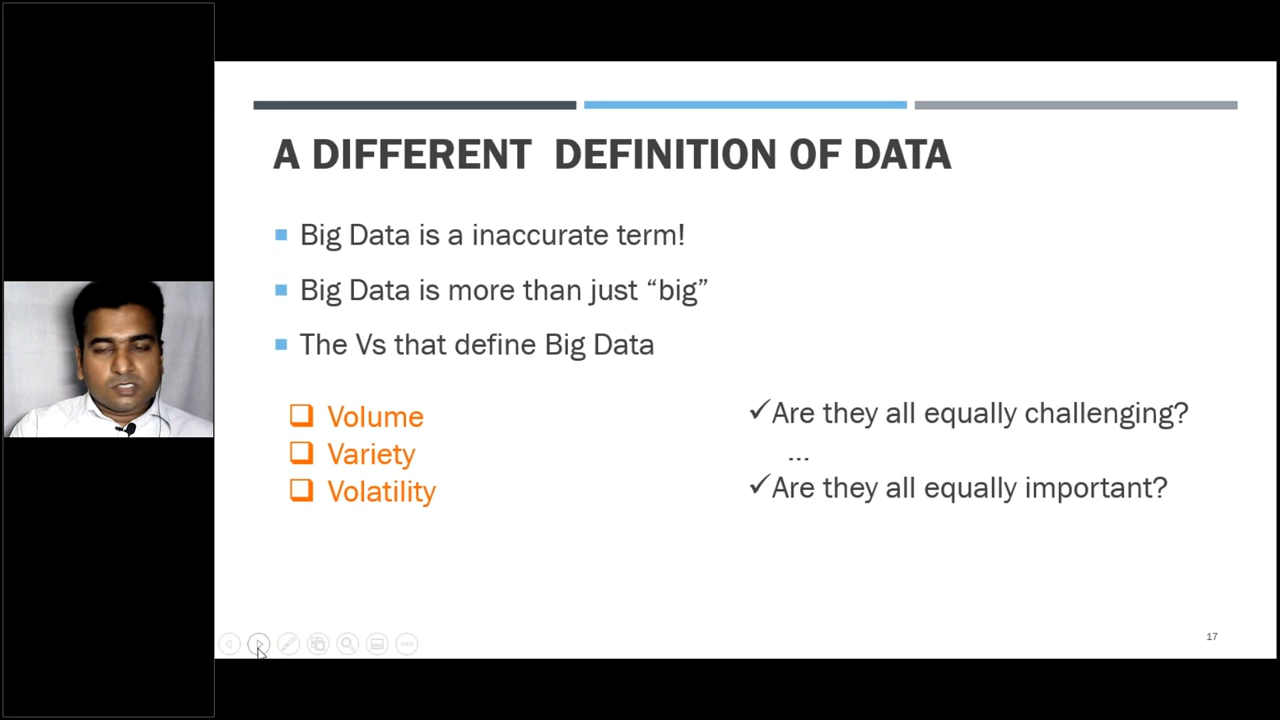 A DIFFERENT DEFINITION OF DATA
Big Data is a inaccurate term!
Big Data is more than just “big”
The Vs that define Big Data
Volume
Variety
Volatility
Are they all equally challenging?
...
Are they all equally important?
17